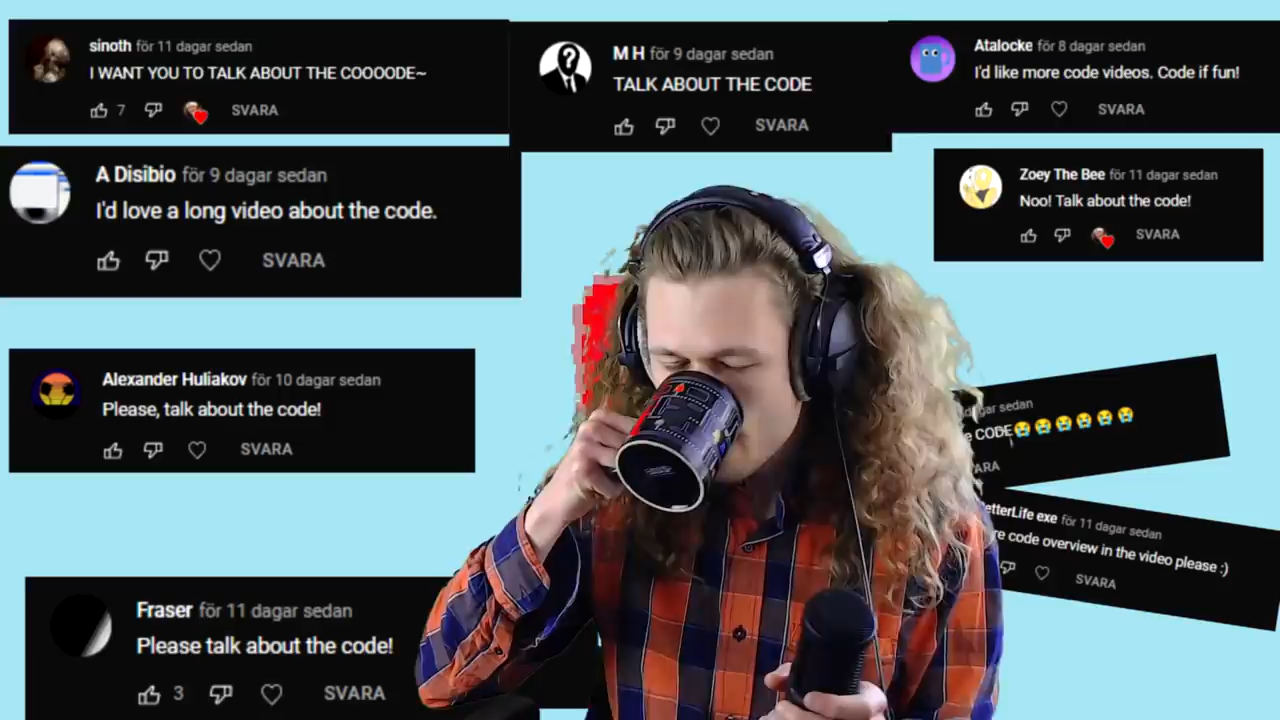 sinoth för 11 dagar sedan
I WANT YOU TO TALK ABOUT THE COOOODE~
7 SVARA
M H för 9 dagar sedan
TALK ABOUT THE CODE
SVARA
Atalocke för 8 dagar sedan
I'd like more code videos. Code if fun!
SVARA
A Disibio för 9 dagar sedan
I'd love a long video about the code.
SVARA
Zoey The Bee för 11 dagar sedan
Noo! Talk about the code!
SVARA
Alexander Huliakov för 10 dagar sedan
Please, talk about the code!
SVARA
sedan
CODE😭😭😭😭😭😭
etterLife exe för 11 dagar sedan
re code overview in the video please :)
SVARA
Fraser för 11 dagar sedan
Please talk about the code!
3 SVARA